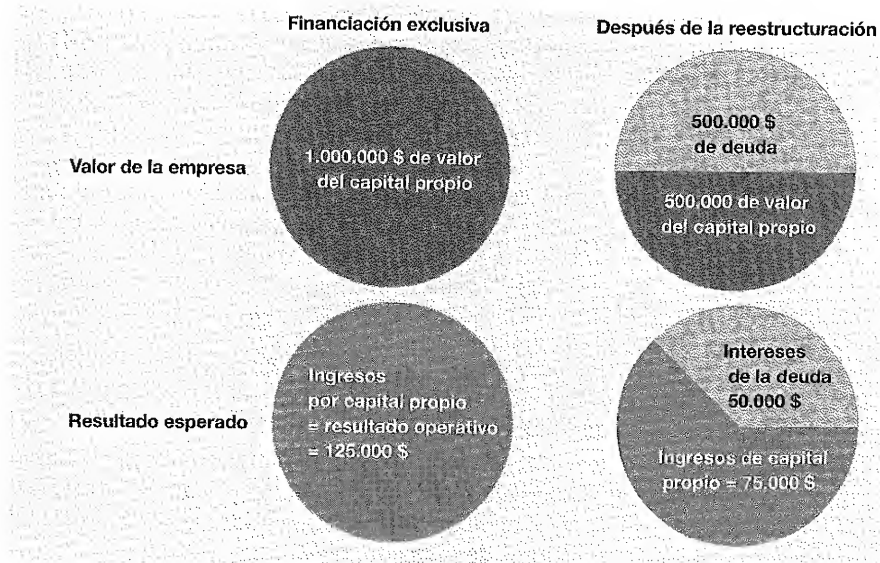 Financiación exclusiva
Después de la reestructuración
Valor de la empresa
1.000.000 $ de valor
del capital propio
500.000 $
de deuda
500.000 de valor
del capital propio
Resultado esperado
Ingresos
por capital propio
= resultado operativo
= 125.000 $
Intereses
de la deuda
50.000 $
Ingresos de capital
propio = 75.000 $